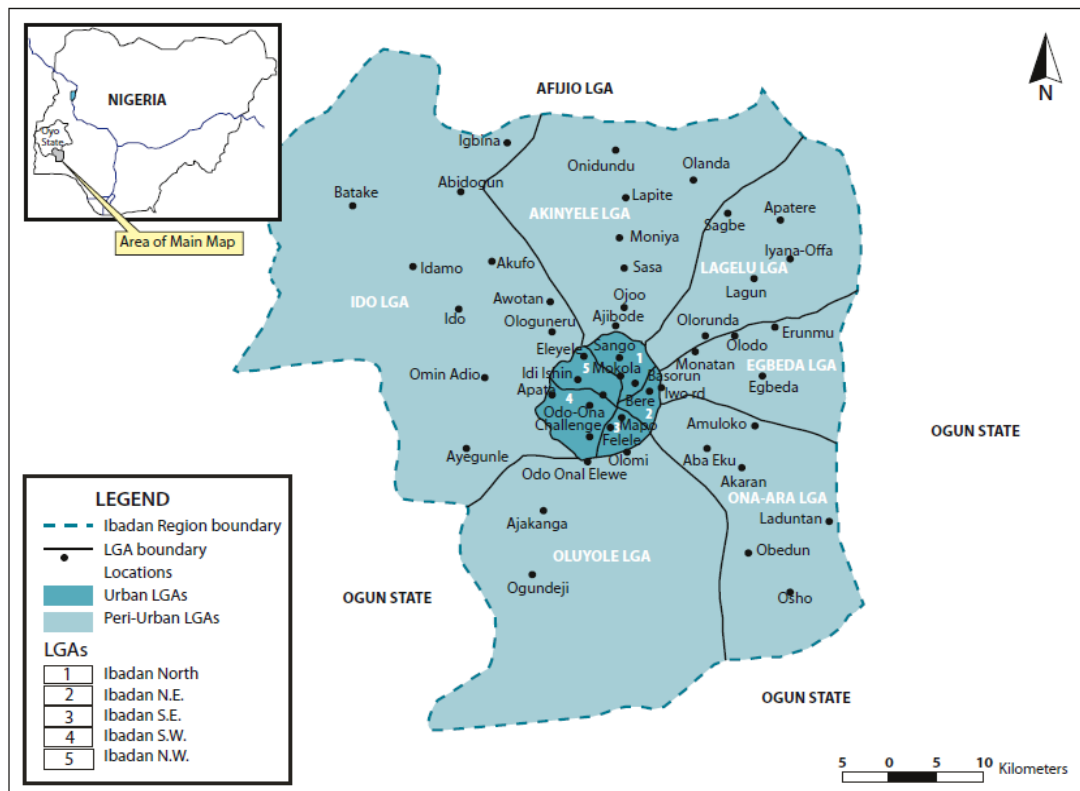 NIGERIA
Oyo
State
Area of Main Map
AFIJIO LGA
N
Igbina
Onidundu
Olanda
Abidogun
Batake
Lapite
AKINYELE LGA
Sagbe
Apatere
Moniya
Iyana-Offa
Idamo
Akufo
Sasa
LAGELU LGA
Lagun
IDO LGA
Awotan
Ojoo
Ido
Ologuneru
Ajibode
Olorunda
Erunmu
Olodo
Eleyele
Sango
1
Monatan
EGBEDA LGA
5
Mokola
Idi Ishin
Basorun
Omin Adio
Egbeda
Apata
Iwo rd
4
Bere
Odo-Ona
2
Challenge
3
Mapo
Amuloko
OGUN STATE
Felele
Ayegunle
Olomi
Aba Eku
Odo Onal Elewe
Akaran
ONA-ARA LGA
Ajakanga
Laduntan
OLUYOLE LGA
Obedun
Ogundeji
Osho
OGUN STATE
OGUN STATE
LEGEND
Ibadan Region boundary
LGA boundary
Locations
Urban LGAs
Peri-Urban LGAs
LGAs
1 Ibadan North
2 Ibadan N.E.
3 Ibadan S.E.
4 Ibadan S.W.
5 Ibadan N.W.
5 0 5 10 Kilometers